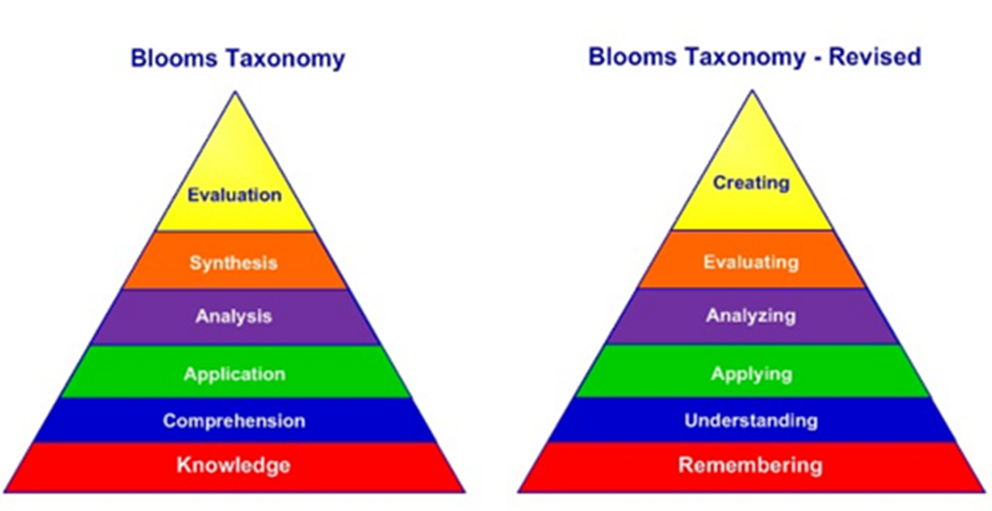 Blooms Taxonomy
Evaluation
Synthesis
Analysis
Application
Comprehension
Knowledge
Blooms Taxonomy - Revised
Creating
Evaluating
Analyzing
Applying
Understanding
Remembering